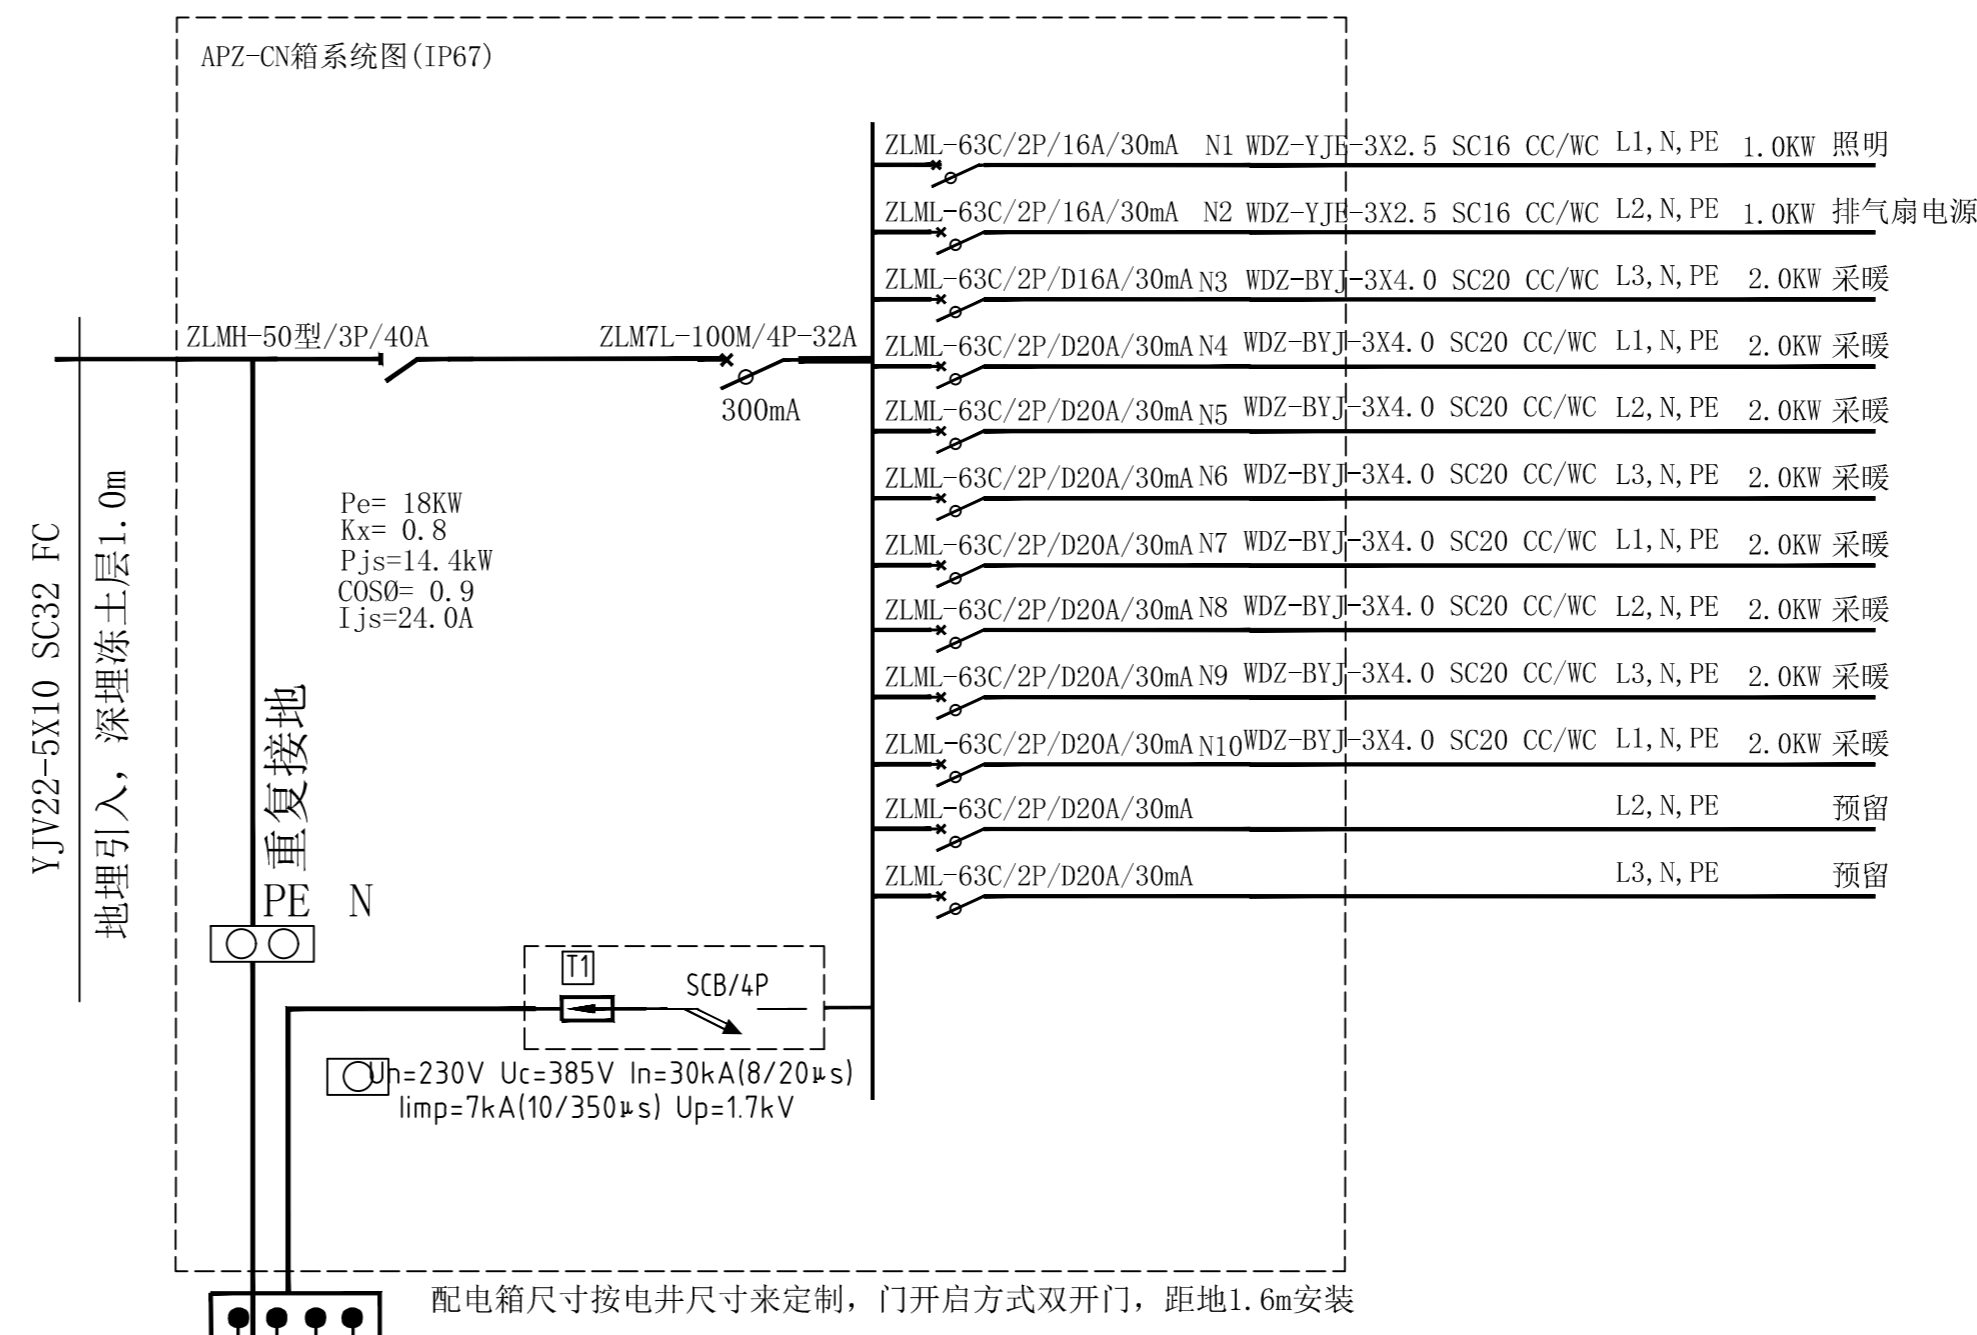 APZ-CN箱系统图(IP67)
ZLML-63C/2P/16A/30mA N1 WDZ-YJE-3X2.5 SC16 CC/WC L1,N,PE 1.0KW 照明
ZLML-63C/2P/16A/30mA N2 WDZ-YJE-3X2.5 SC16 CC/WC L2,N,PE 1.0KW 排气扇电源
ZLML-63C/2P/D16A/30mA N3 WDZ-BYJ-3X4.0 SC20 CC/WC L3,N,PE 2.0KW 采暖
ZLMH-50型/3P/40A ZLM7L-100M/4P-32A
300mA
ZLML-63C/2P/D20A/30mA N4 WDZ-BYJ-3X4.0 SC20 CC/WC L1,N,PE 2.0KW 采暖
ZLML-63C/2P/D20A/30mA N5 WDZ-BYJ-3X4.0 SC20 CC/WC L2,N,PE 2.0KW 采暖
ZLML-63C/2P/D20A/30mA N6 WDZ-BYJ-3X4.0 SC20 CC/WC L3,N,PE 2.0KW 采暖
ZLML-63C/2P/D20A/30mA N7 WDZ-BYJ-3X4.0 SC20 CC/WC L1,N,PE 2.0KW 采暖
ZLML-63C/2P/D20A/30mA N8 WDZ-BYJ-3X4.0 SC20 CC/WC L2,N,PE 2.0KW 采暖
ZLML-63C/2P/D20A/30mA N9 WDZ-BYJ-3X4.0 SC20 CC/WC L3,N,PE 2.0KW 采暖
ZLML-63C/2P/D20A/30mA N10 WDZ-BYJ-3X4.0 SC20 CC/WC L1,N,PE 2.0KW 采暖
ZLML-63C/2P/D20A/30mA L2,N,PE 预留
ZLML-63C/2P/D20A/30mA L3,N,PE 预留
Pe= 18KW
Kx= 0.8
Pjs=14.4kW
COSØ= 0.9
Ijs=24.0A
YJV22-5X10 SC32 FC
地埋引入，深埋冻土层1.0m
重复接地
PE N
T1
SCB/4P
Un=230V Uc=385V In=30kA(8/20μs)
Iimp=7kA(10/350μs) Up=1.7kV
配电箱尺寸按电井尺寸来定制，门开启方式双开门，距地1.6m安装